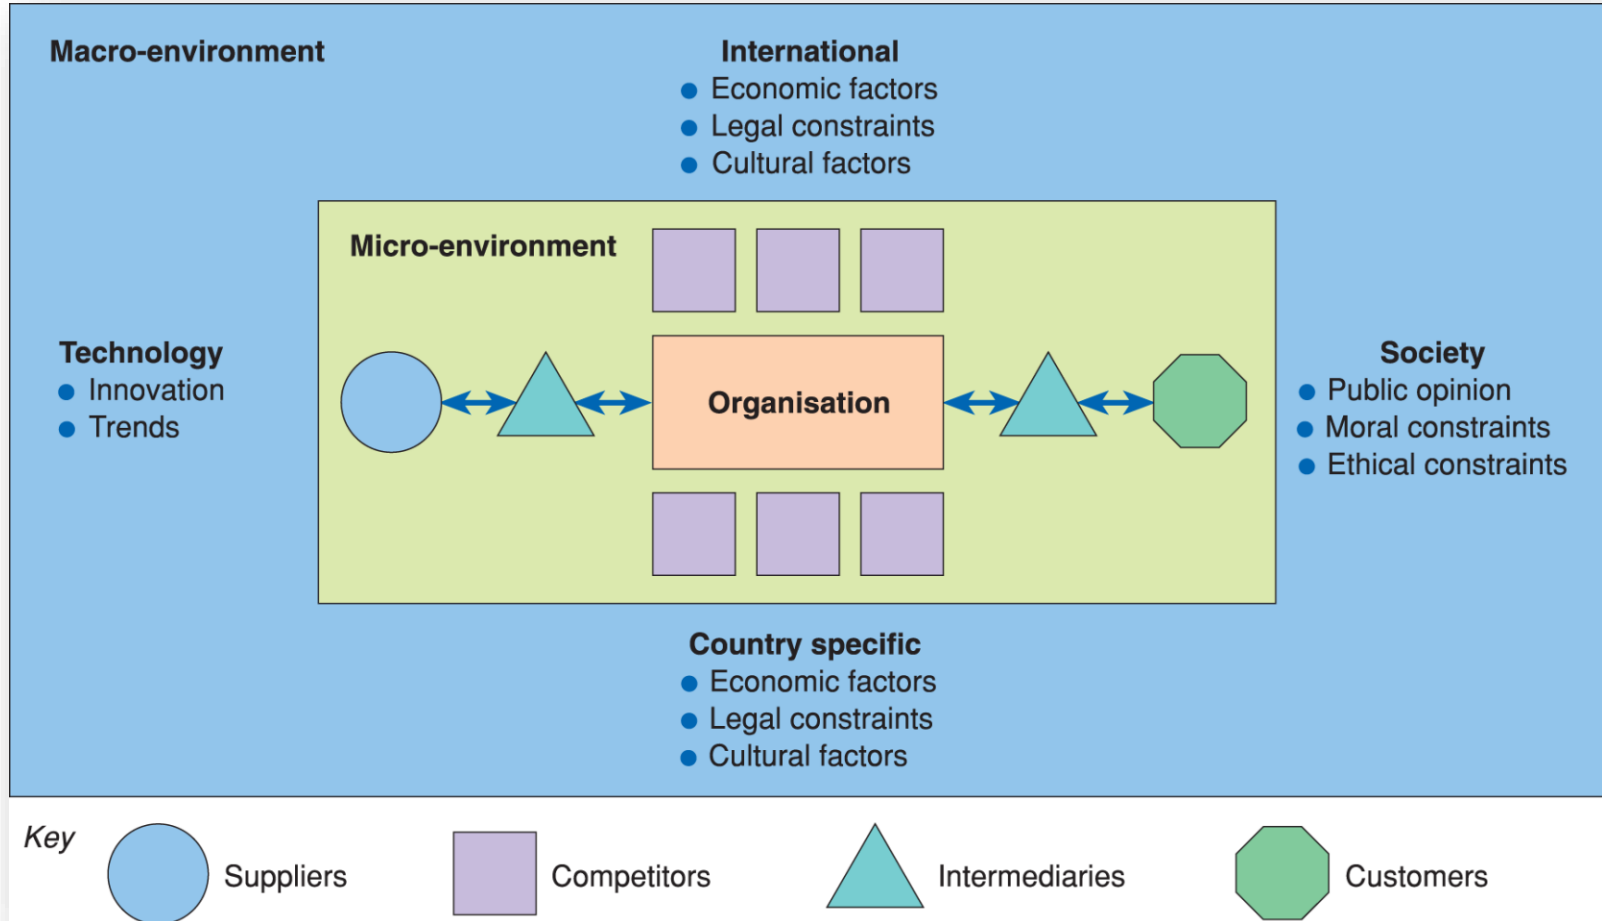 Macro-environment
International
● Economic factors
● Legal constraints
● Cultural factors
Micro-environment
Technology
● Innovation
● Trends
Organisation
Society
● Public opinion
● Moral constraints
● Ethical constraints
Country specific
● Economic factors
● Legal constraints
● Cultural factors
Key
Suppliers
Competitors
Intermediaries
Customers